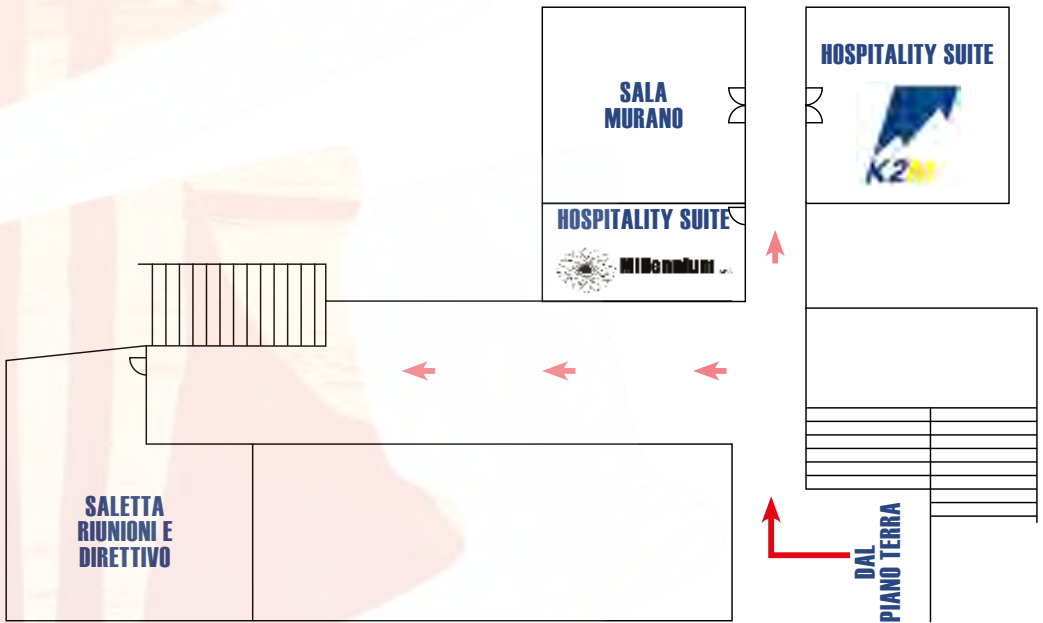 SALA
MURANO
HOSPITALITY SUITE
K2M
HOSPITALITY SUITE
Millennium
SALETTA
RIUNIONI E
DIRETTIVO
DAL
PIANO TERRA